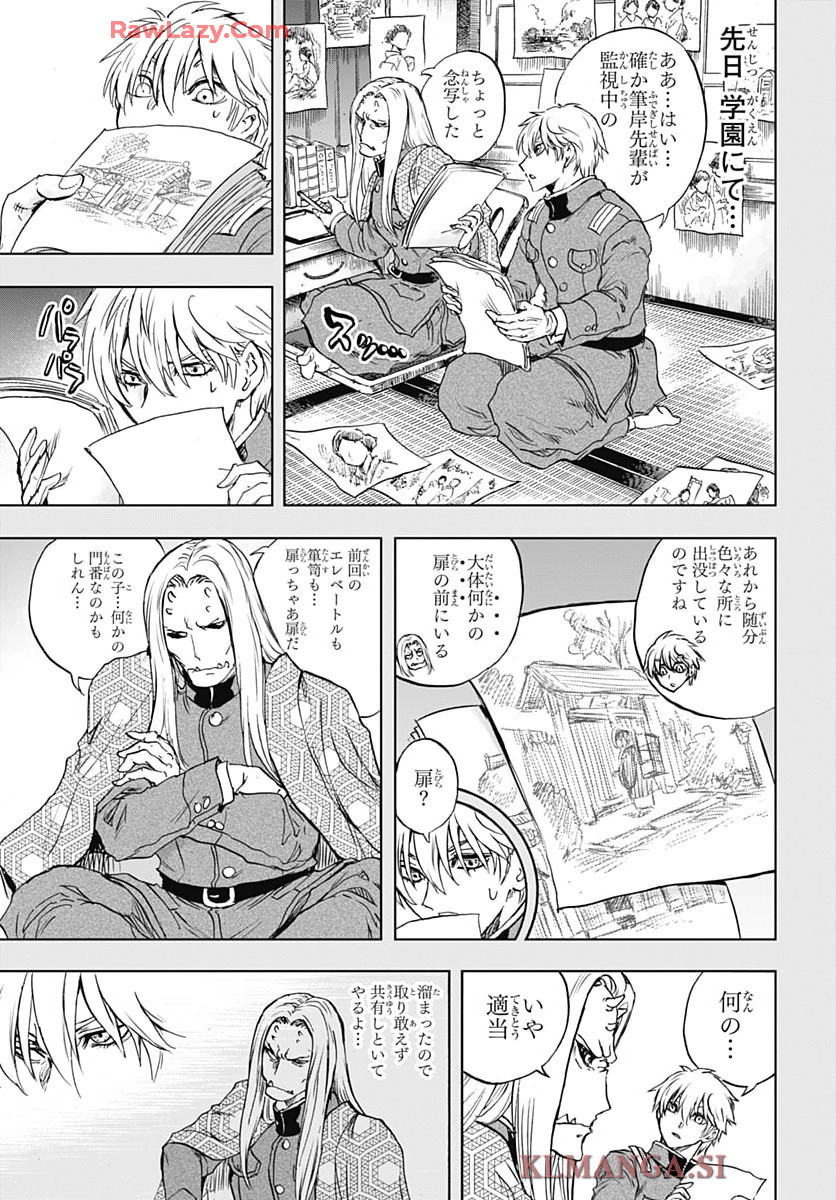 RawLazy.Com
先日学園にて…
ああ…はい…
確か筆岸先輩が
監視中の
ちょっと
念写した
スッ…
パラパラ
あれから随分
色々な所に
出没している
のですね
大体何かの
扉の前にいる
扉？
前回の
エレベートルも
箪笥も…
扉っちゃあ扉だ
この子…何かの
門番なのかも
しれん…
何の…
いや
適当
溜まったので
取り敢えず
共有しといて
やるよ…
KLMANGA.SI